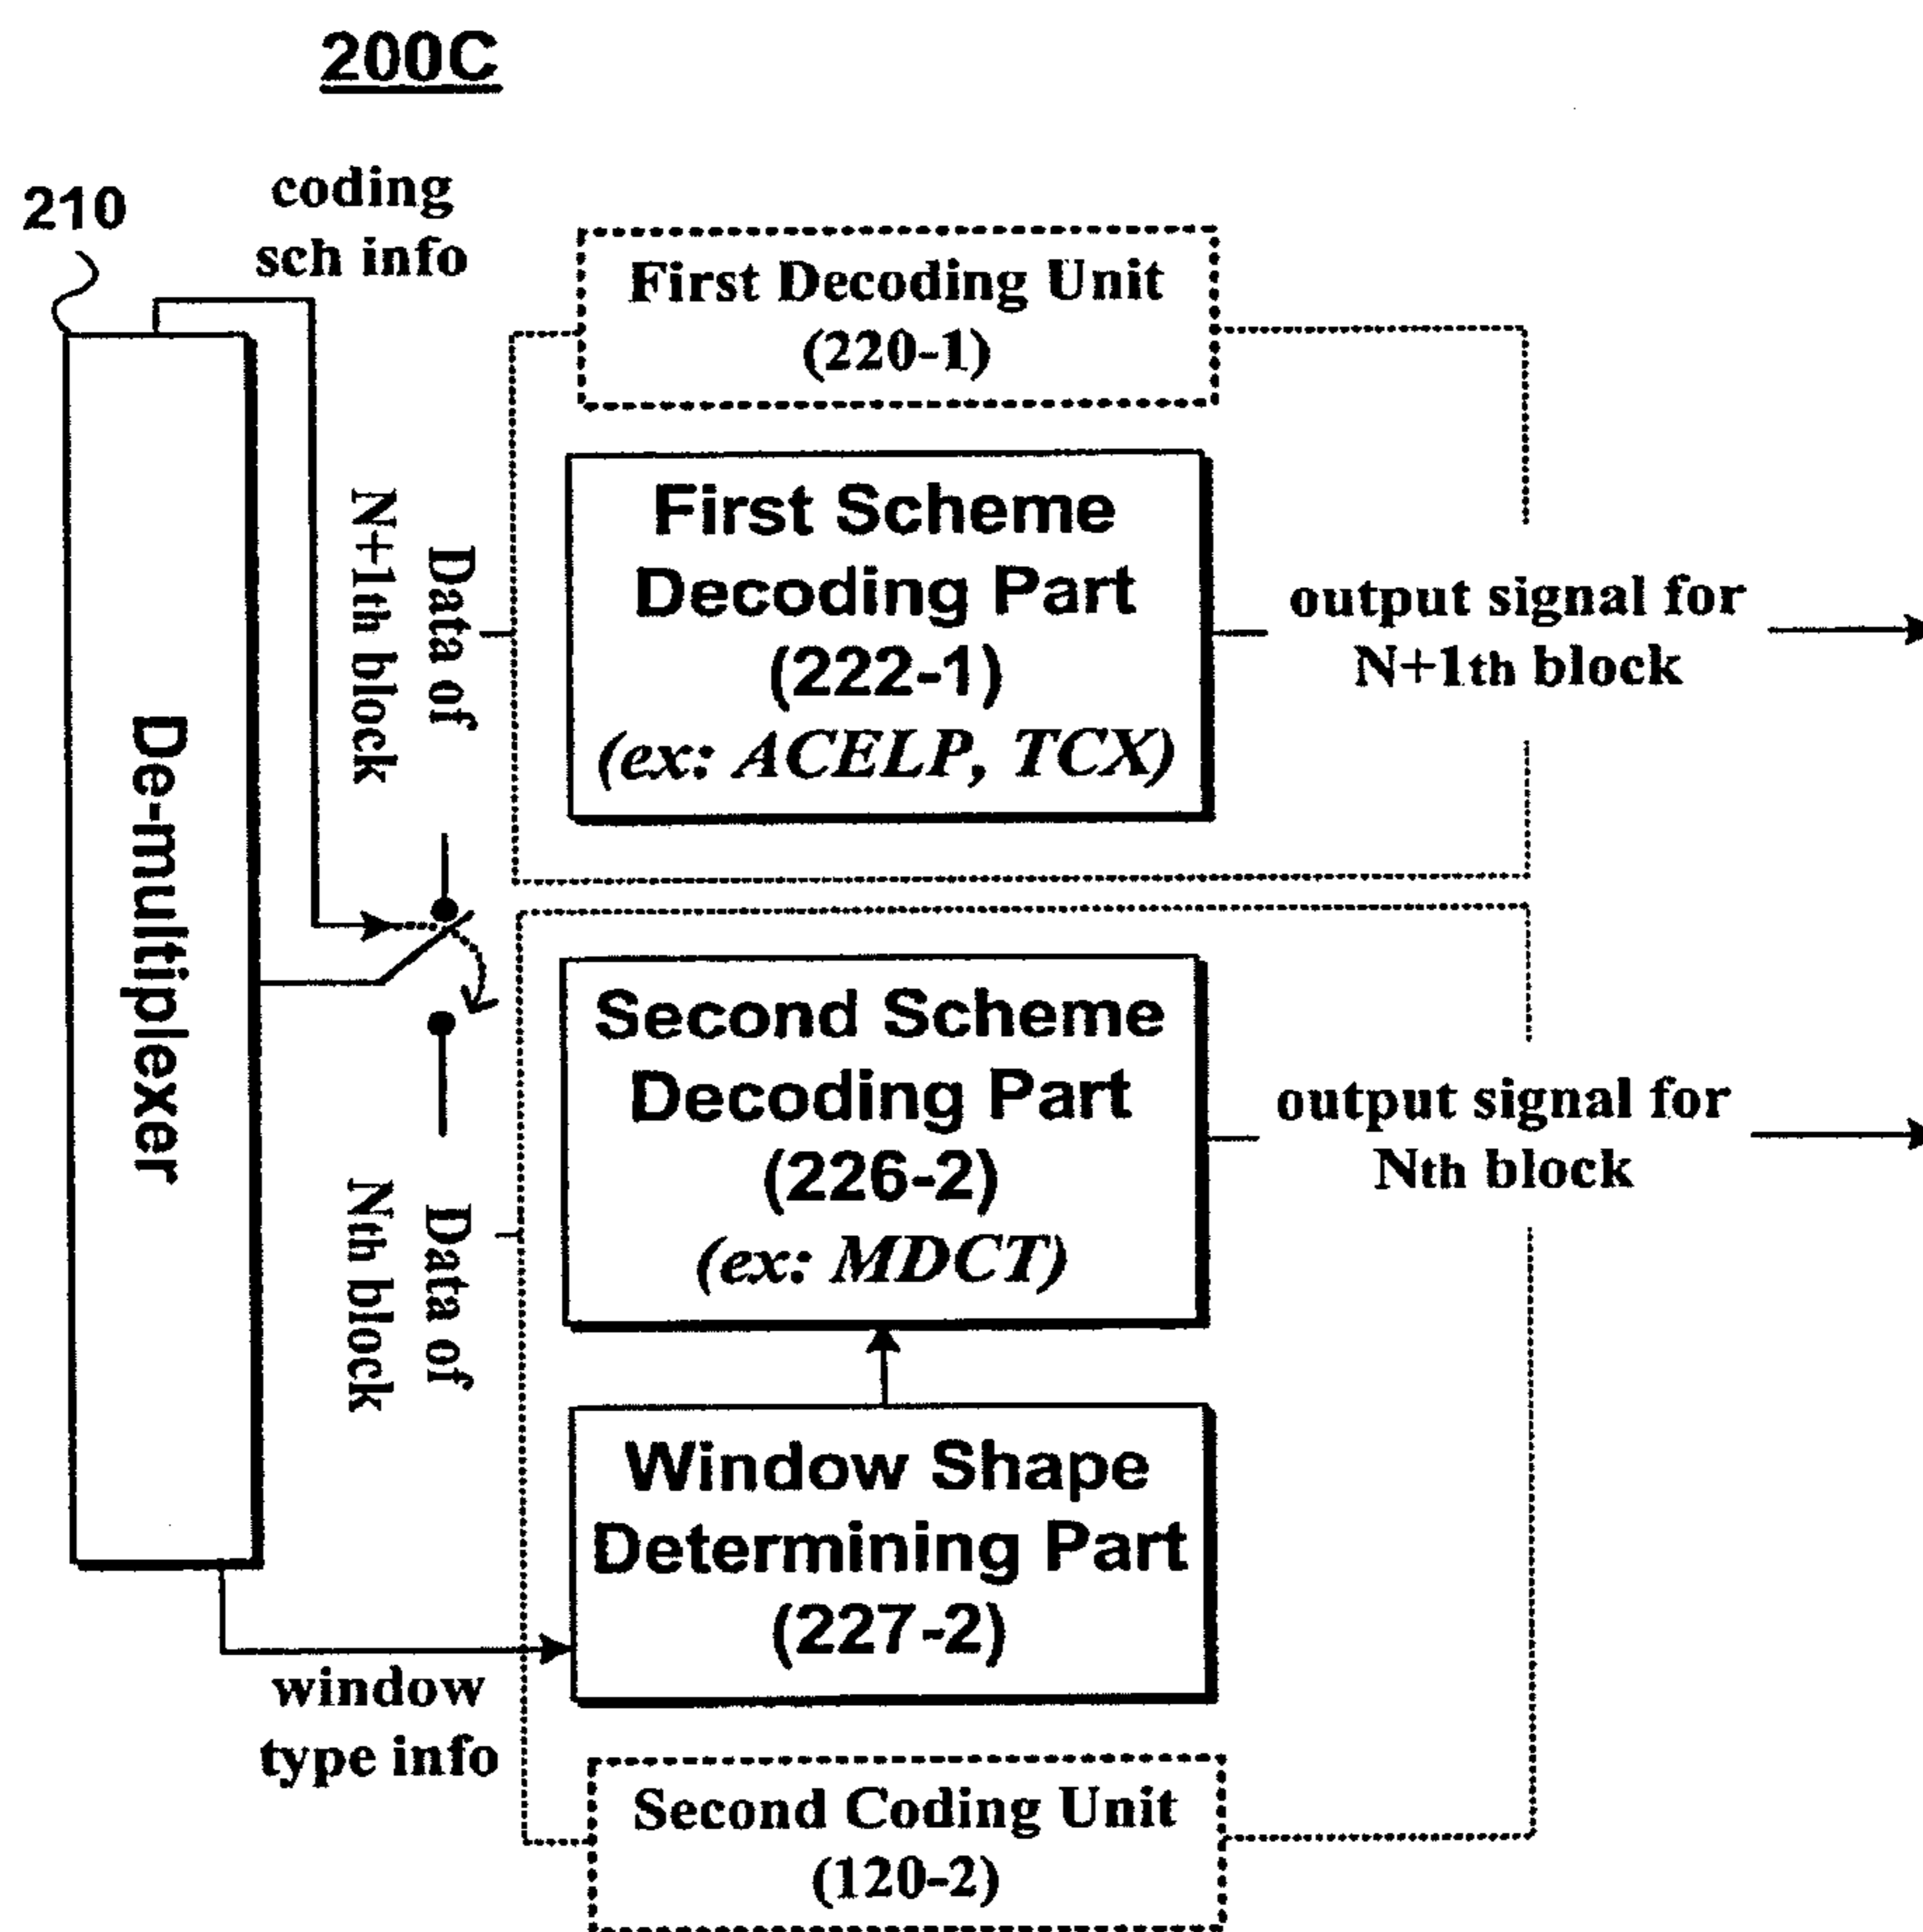 200C
210
coding
sch info
First Decoding Unit
(220-1)
De-multiplexer
Data of
N+1th block
First Scheme
Decoding Part
(222-1)
(ex: ACELP, TCX)
output signal for
N+1th block
Data of
Nth block
Second Scheme
Decoding Part
(226-2)
(ex: MDCT)
output signal for
Nth block
Window Shape
Determining Part
(227-2)
window
type info
Second Coding Unit
(120-2)